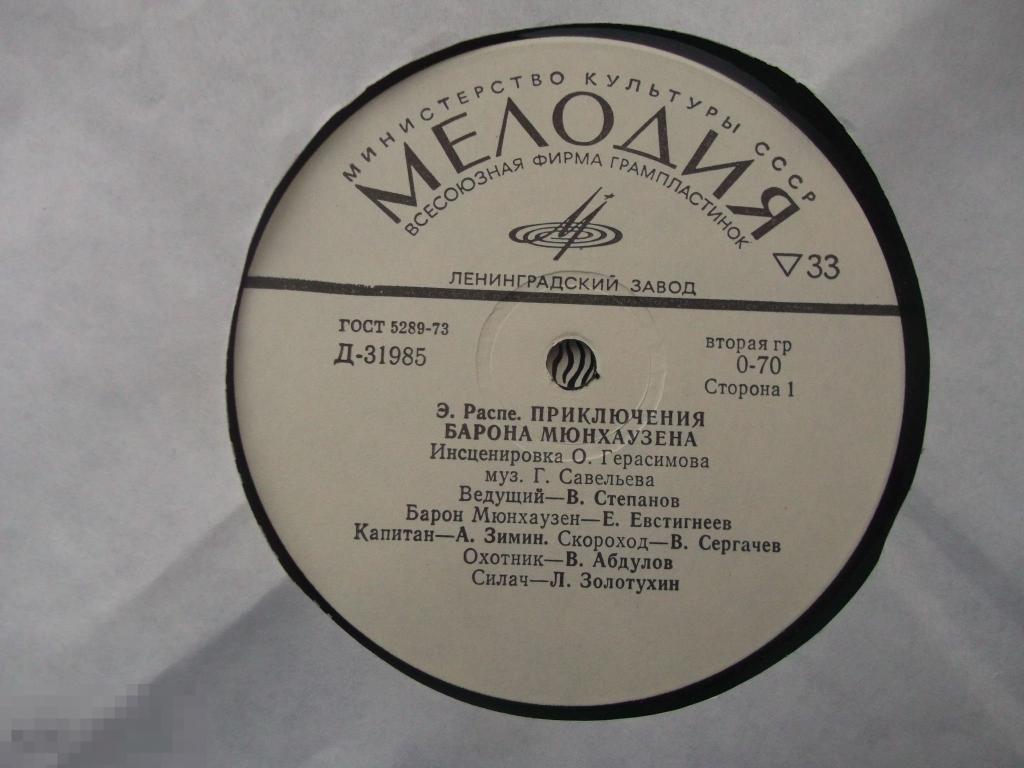 МИНИСТЕРСТВО КУЛЬТУРЫ СССР
МЕЛОДИЯ
ВСЕСОЮЗНАЯ ФИРМА ГРАМПЛАСТИНОК
▽33
ЛЕНИНГРАДСКИЙ ЗАВОД
ГОСТ 5289-73
Д-31985
вторая гр
0-70
Сторона 1
Э. Распе. ПРИКЛЮЧЕНИЯ
БАРОНА МЮНХАУЗЕНА
Инсценировка О. Герасимова
муз. Г. Савельева
Ведущий—В. Степанов
Барон Мюнхаузен—Е. Евстигнеев
Капитан—А. Зимин. Скороход—В. Сергачев
Охотник—В. Абдулов
Силач—Л. Золотухин